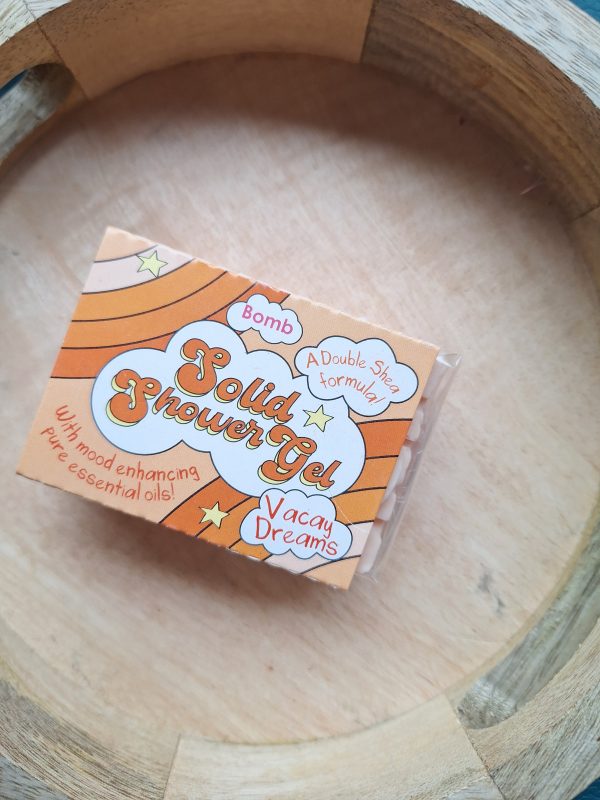 Bomb
A Double Shea
formula!
Solid
Shower Gel
With mood enhancing
pure essential oils!
Vacay
Dreams